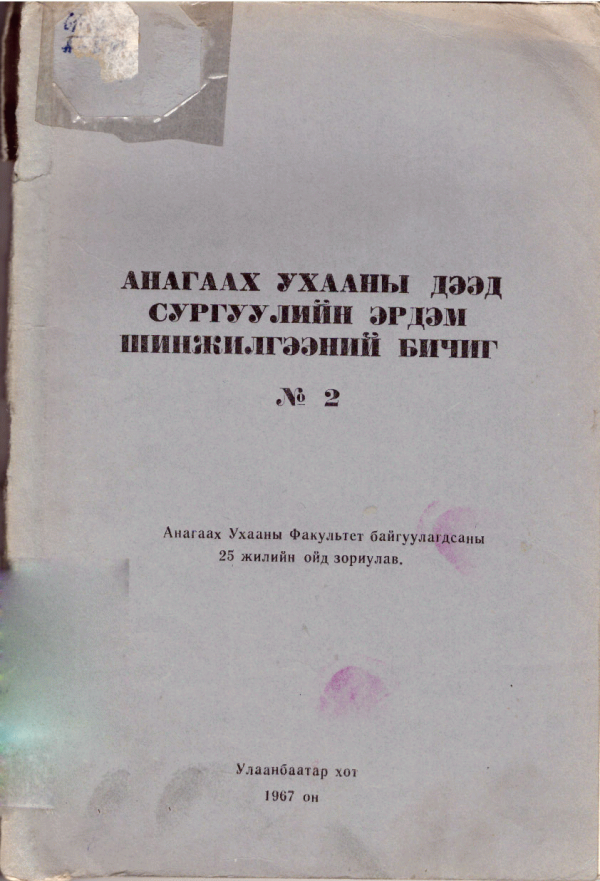 АНАГААХ УХААНЫ ДЭЭД
СУРГУУЛИЙН ЭРДЭМ
ШИНЖИЛГЭЭНИЙ БИЧИГ
№ 2
Анагаах Ухааны Факультет байгуулагдсаны
25 жилийн ойд зориулав.
Улаанбаатар хот
1967 он